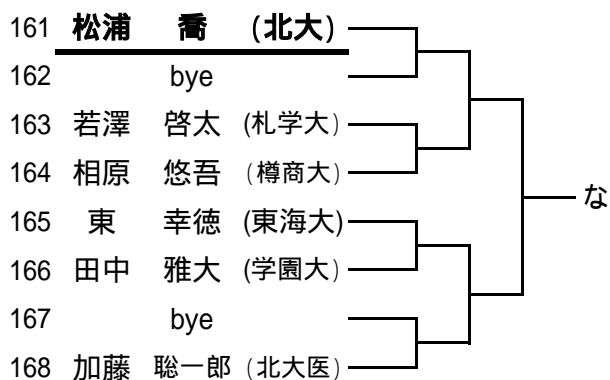 161 松浦 喬 (北大)
162 bye
163 若澤 啓太 (札学大)
164 相原 悠吾 (樽商大)
な
165 東 幸徳 (東海大)
166 田中 雅大 (学園大)
167 bye
168 加藤 聡一郎 (北大医)